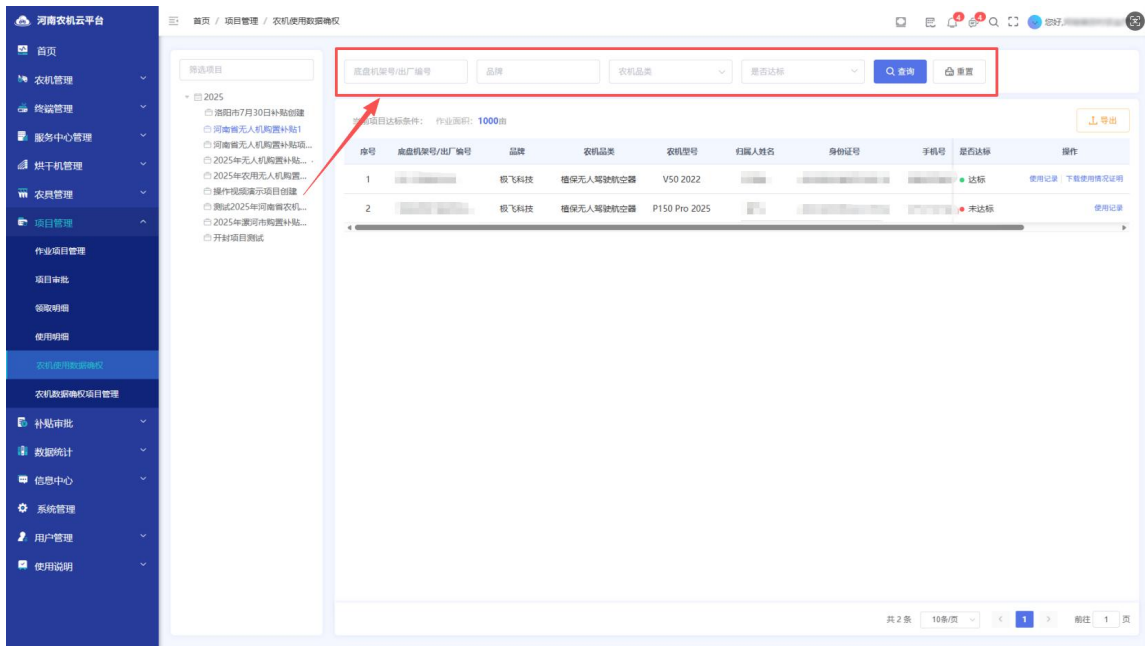 河南农机云平台
首页 / 项目管理 / 农机使用数据确权
4
4
您好,
首页
农机管理
终端管理
服务中心管理
烘干机管理
农具管理
项目管理
作业项目管理
项目审批
领取明细
使用明细
农机使用数据确权
农机数据确权项目管理
补贴审批
数据统计
信息中心
系统管理
用户管理
使用说明
筛选项目
2025
洛阳市7月30日补贴创建
河南省无人机购置补贴1
河南省无人机购置补贴项...
2025年无人机购置补贴...
2025年农用无人机购置...
操作视频演示项目创建
测试2025年河南省农机...
2025年漯河市购置补贴...
开封项目测试
底盘机架号/出厂编号 品牌 农机品类 是否达标 查询 重置
项目达标条件： 作业面积: 1000亩 导出
序号 底盘机架号/出厂编号 品牌 农机品类 农机型号 归属人姓名 身份证号 手机号 是否达标 操作
1 极飞科技 植保无人驾驶航空器 V50 2022 达标 使用记录 下载使用情况证明
2 极飞科技 植保无人驾驶航空器 P150 Pro 2025 未达标 使用记录
共 2 条 10条/页 1 前往 1 页